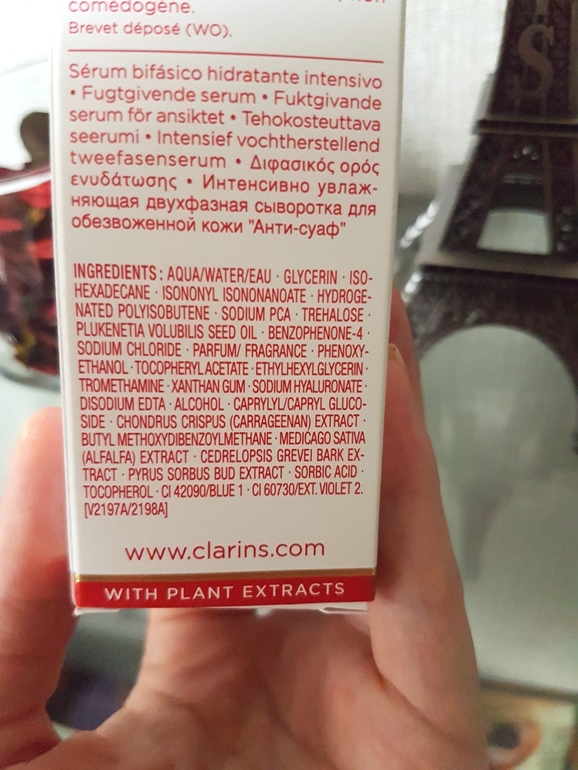 comedogène.
Brevet déposé (WO).
Sérum bifásico hidratante intensivo
• Fugtgivende serum • Fuktgivande
serum för ansiktet • Tehokosteuttava
seerumi • Intensief vochtherstellend
tweefasenserum • Διφασικός ορός
ενυδάτωσης • Интенсивно увлаж-
няющая двухфазная сыворотка для
обезвоженной кожи "Анти-суаф"
INGREDIENTS: AQUA/WATER/EAU · GLYCERIN · ISO-
HEXADECANE · ISONONYL ISONONANOATE · HYDROGE-
NATED POLYISOBUTENE · SODIUM PCA · TREHALOSE ·
PLUKENETIA VOLUBILIS SEED OIL · BENZOPHENONE-4 ·
SODIUM CHLORIDE · PARFUM/ FRAGRANCE · PHENOXY-
ETHANOL · TOCOPHERYL ACETATE · ETHYLHEXYLGLYCERIN ·
TROMETHAMINE · XANTHAN GUM · SODIUM HYALURONATE ·
DISODIUM EDTA · ALCOHOL · CAPRYLYL/CAPRYL GLUCO-
SIDE · CHONDRUS CRISPUS (CARRAGEENAN) EXTRACT ·
BUTYL METHOXYDIBENZOYLMETHANE · MEDICAGO SATIVA
(ALFALFA) EXTRACT · CEDRELOPSIS GREVEI BARK EX-
TRACT · PYRUS SORBUS BUD EXTRACT · SORBIC ACID ·
TOCOPHEROL · CI 42090/BLUE 1 · CI 60730/EXT. VIOLET 2.
[V2197A/2198A]
www.clarins.com
WITH PLANT EXTRACTS